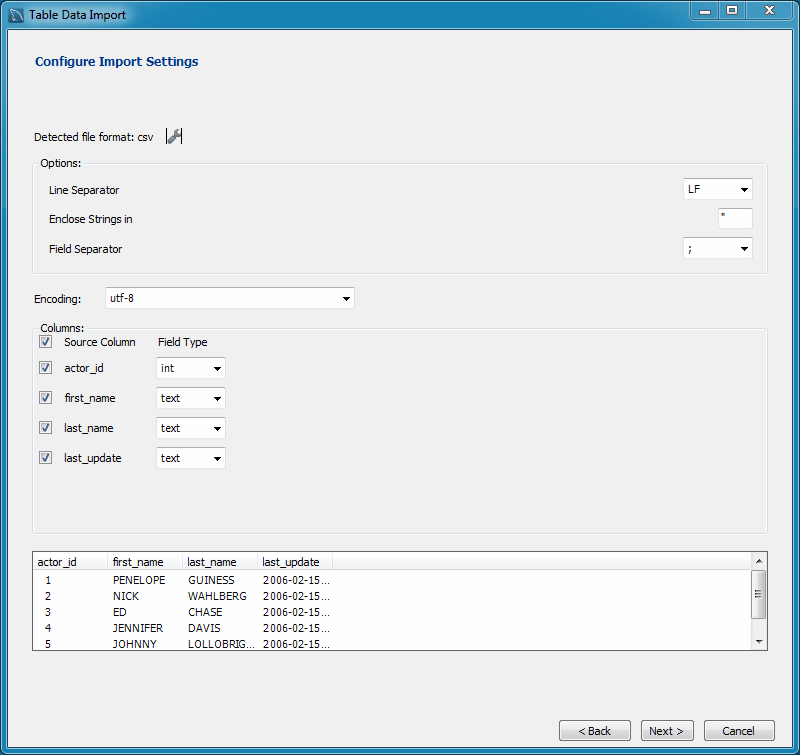 Table Data Import
Configure Import Settings
Detected file format: csv
Options:
Line Separator LF
Enclose Strings in "
Field Separator ;
Encoding: utf-8
Columns:
Source Column Field Type
actor_id int
first_name text
last_name text
last_update text
actor_id first_name last_name last_update
1 PENELOPE GUINESS 2006-02-15...
2 NICK WAHLBERG 2006-02-15...
3 ED CHASE 2006-02-15...
4 JENNIFER DAVIS 2006-02-15...
5 JOHNNY LOLLOBRIG... 2006-02-15...
< Back Next > Cancel